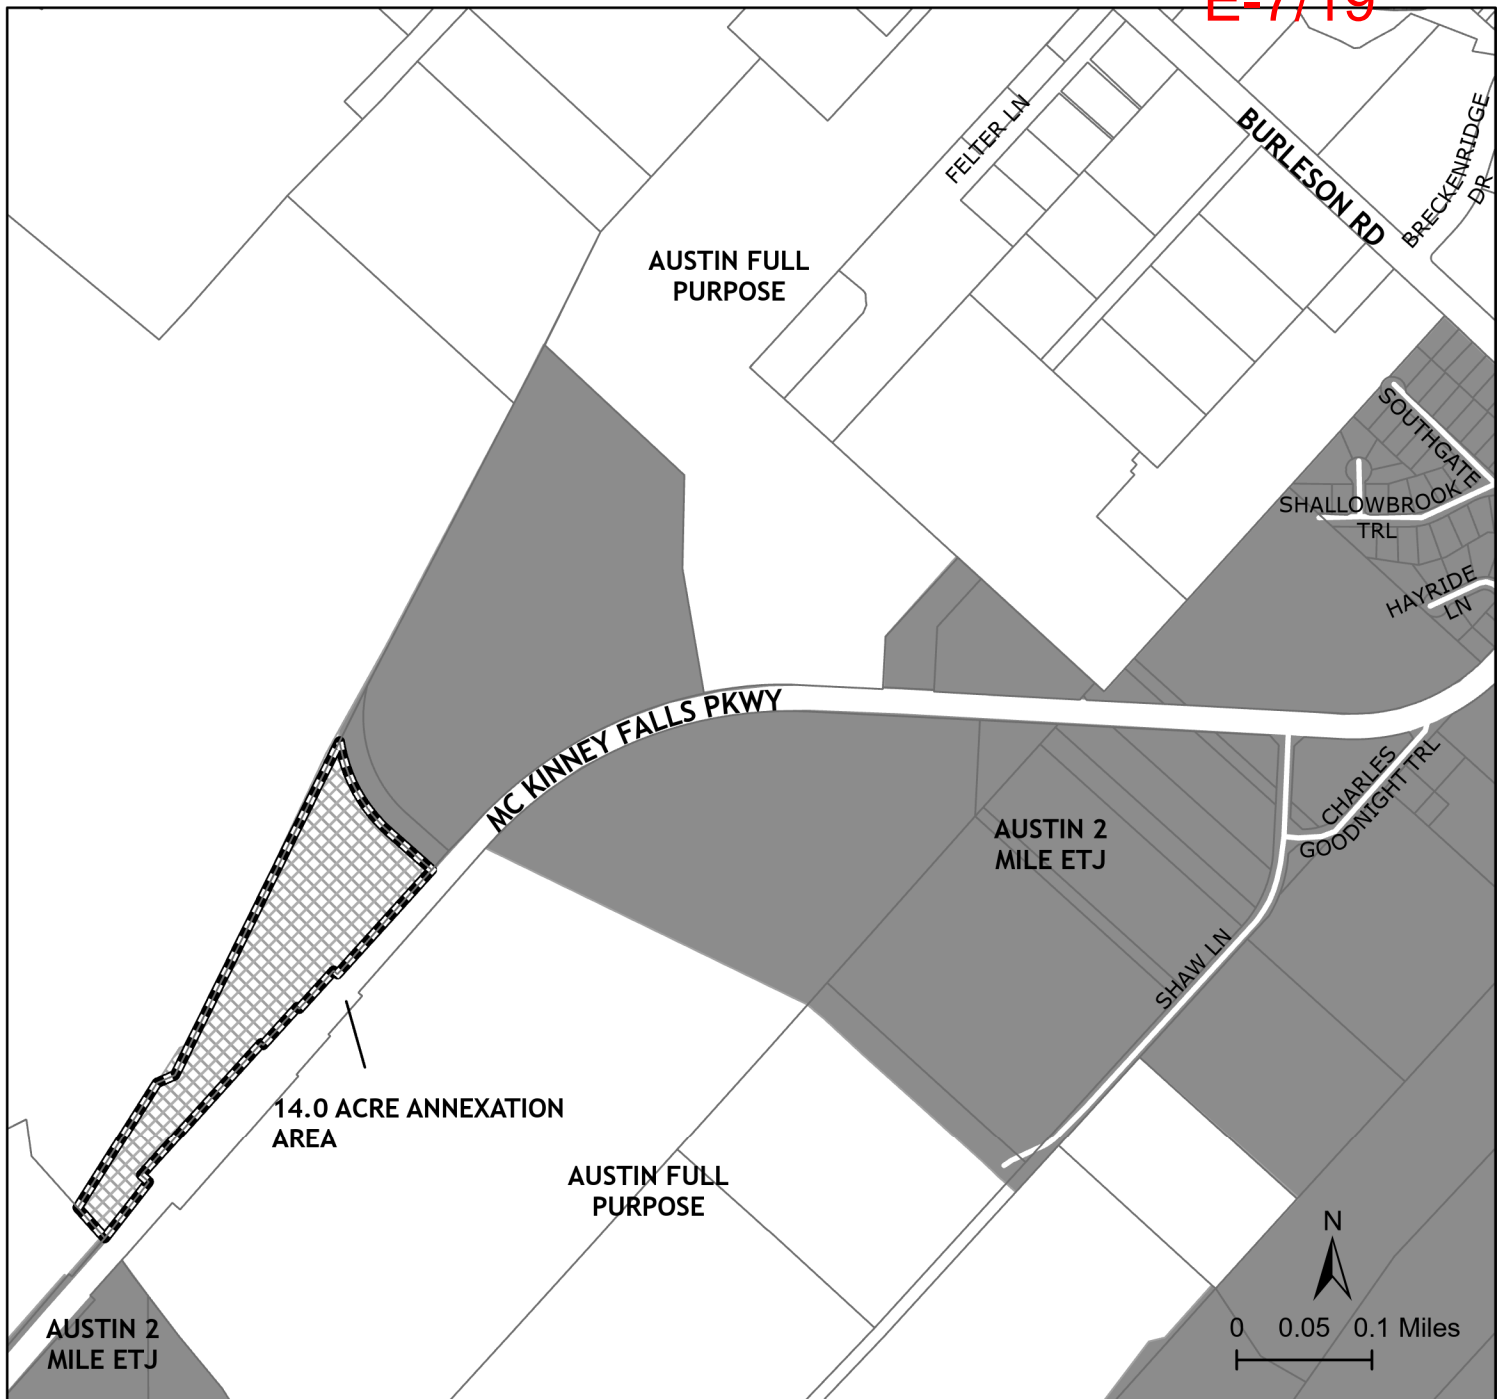 E-7/19
FELTER LN
BURLESON RD
BRECKENRIDGE
DR
AUSTIN FULL
PURPOSE
SOUTHGATE
SHALLOWBROOK
TRL
HAYRIDE
LN
MC KINNEY FALLS PKWY
CHARLES
GOODNIGHT TRL
AUSTIN 2
MILE ETJ
SHAW LN
14.0 ACRE ANNEXATION
AREA
AUSTIN FULL
PURPOSE
N
AUSTIN 2
MILE ETJ
0 0.05 0.1 Miles